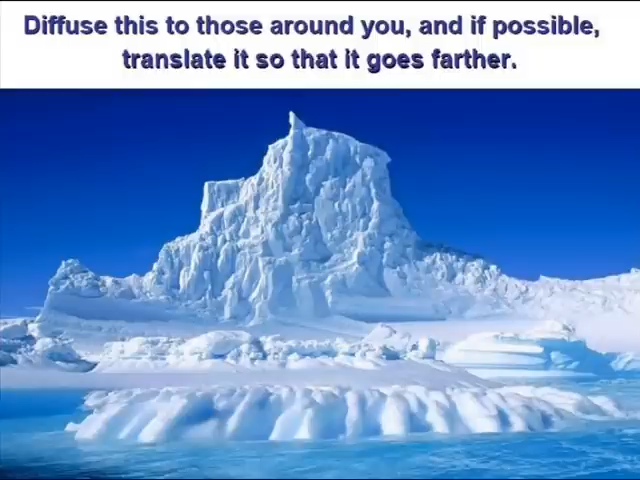 Diffuse this to those around you, and if possible,
translate it so that it goes farther.